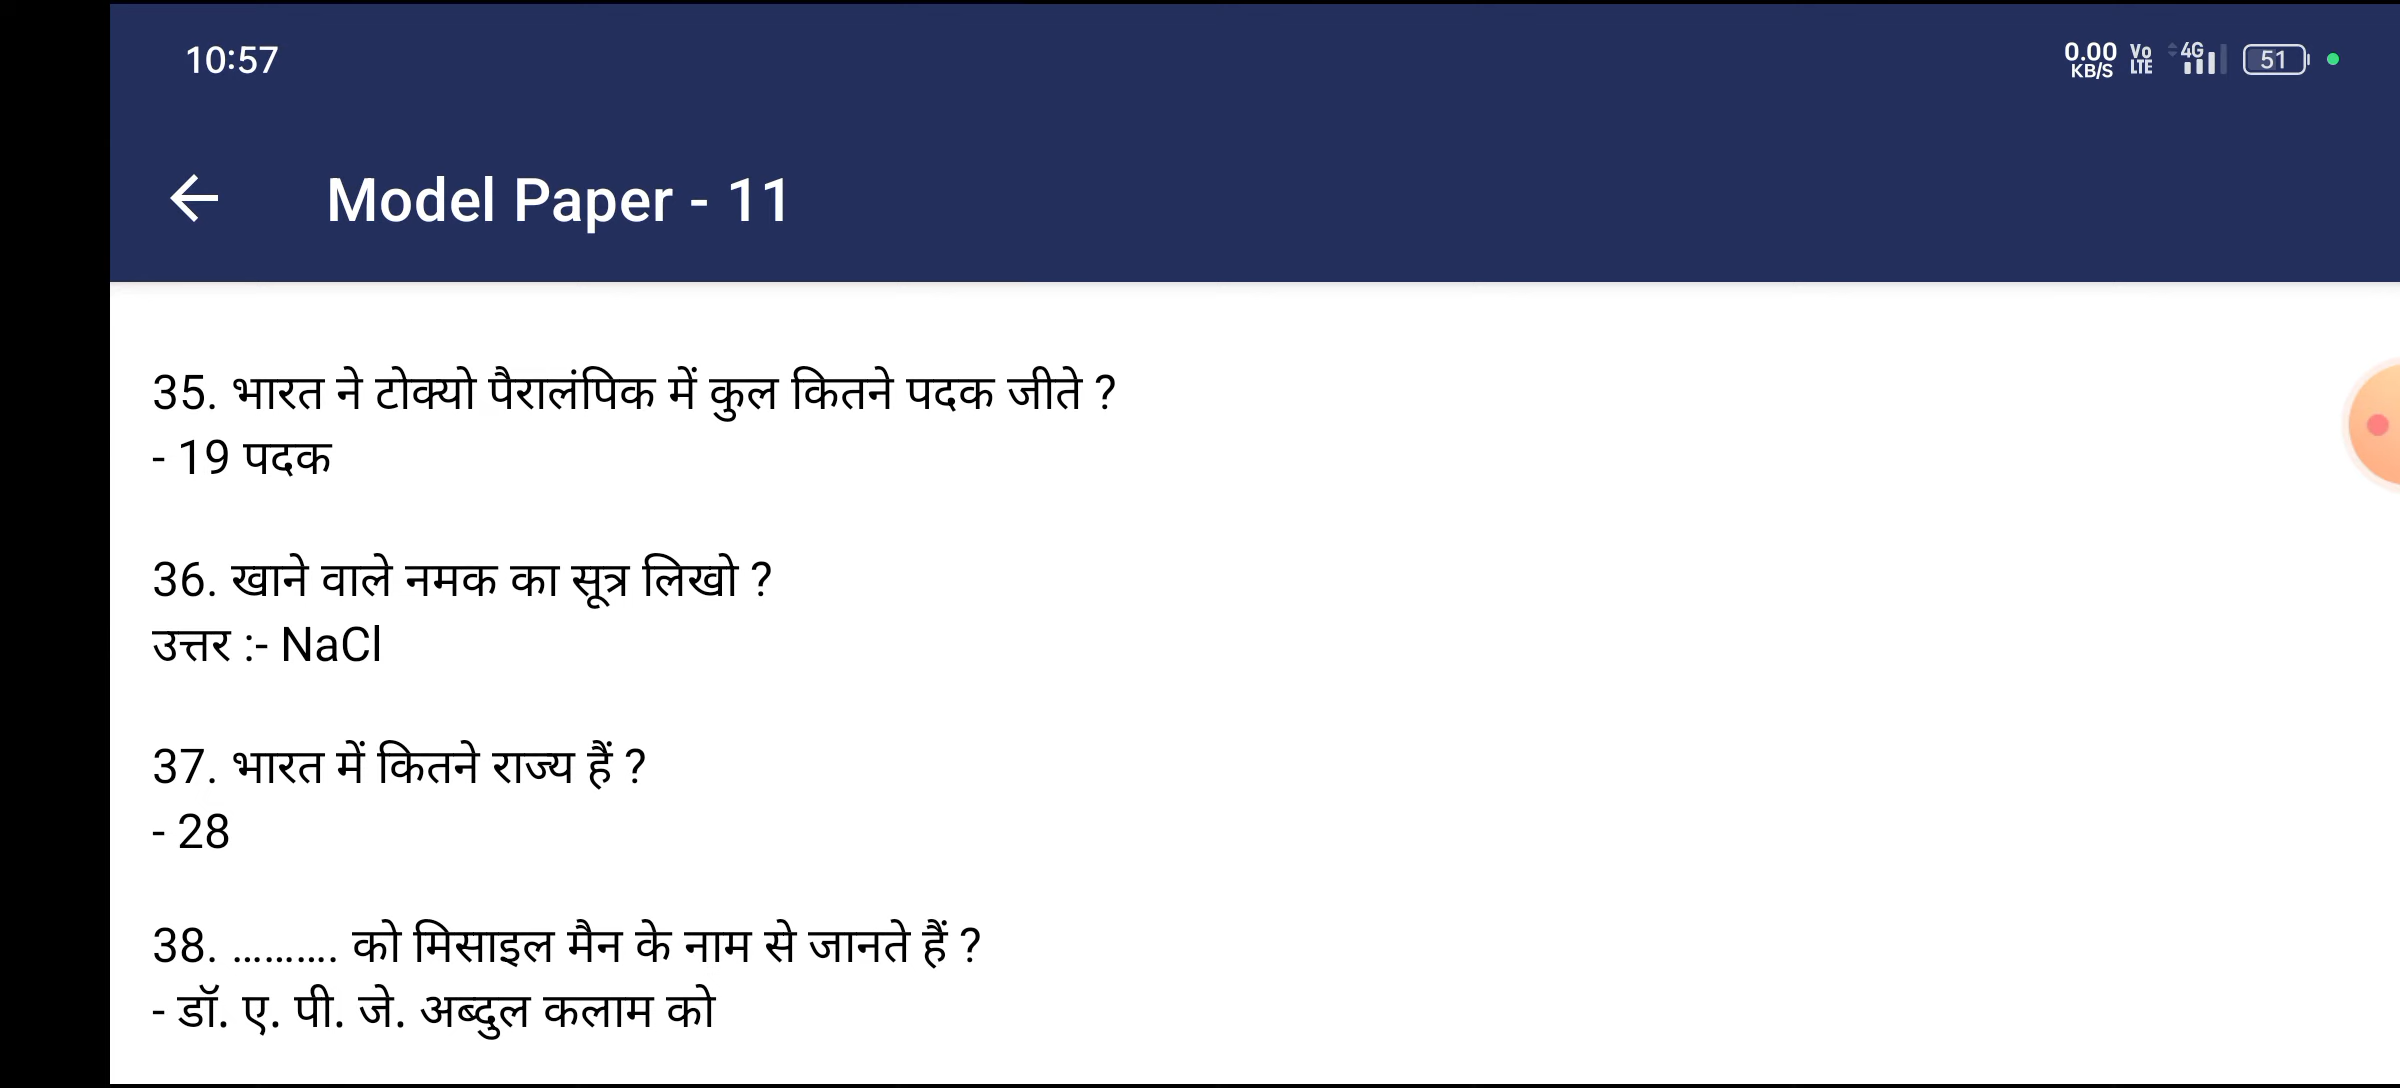 10:57
0.00 KB/S Vo LTE 4G 51
Model Paper - 11
35. भारत ने टोक्यो पैरालंपिक में कुल कितने पदक जीते ?
- 19 पदक
36. खाने वाले नमक का सूत्र लिखो ?
उत्तर :- NaCl
37. भारत में कितने राज्य हैं ?
- 28
38. .......... को मिसाइल मैन के नाम से जानते हैं ?
- डॉ. ए. पी. जे. अब्दुल कलाम को